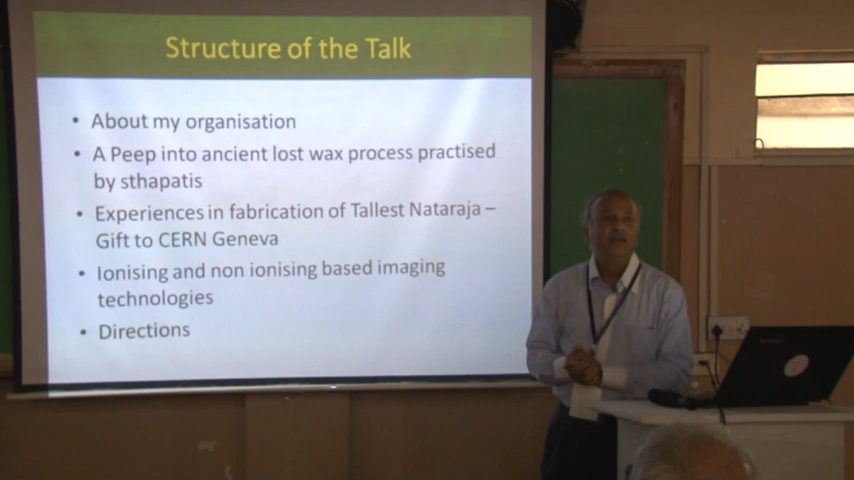 Structure of the Talk
• About my organisation
• A Peep into ancient lost wax process practised
by sthapatis
• Experiences in fabrication of Tallest Nataraja –
Gift to CERN Geneva
• Ionising and non ionising based imaging
technologies
• Directions